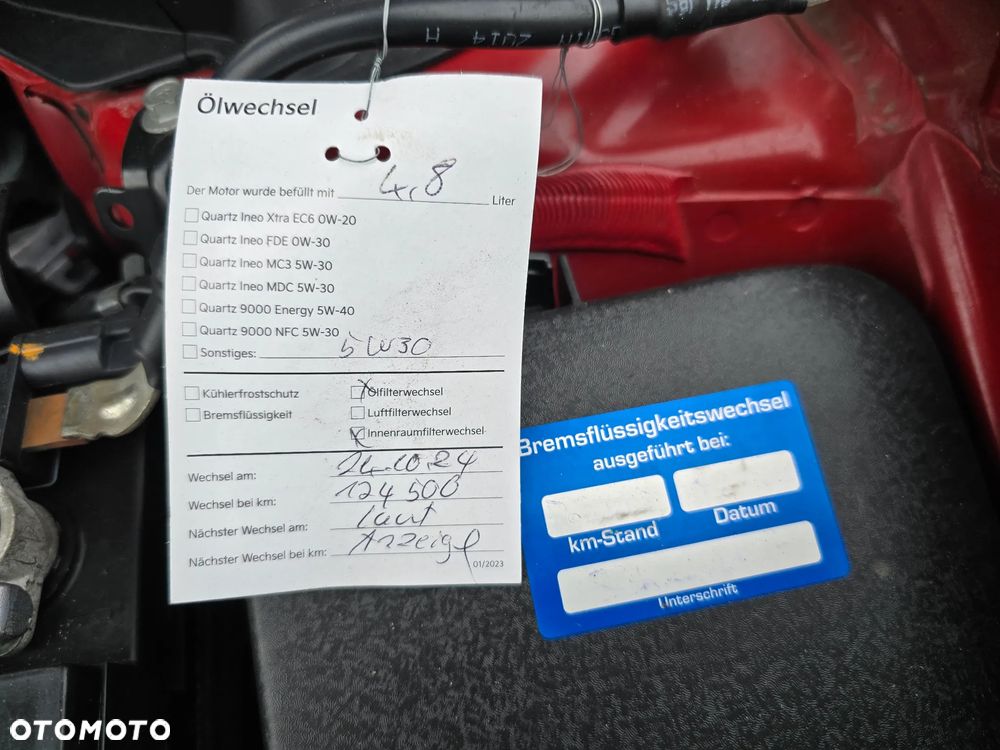 Ölwechsel
Der Motor wurde befüllt mit 4,8 Liter
Quartz Ineo Xtra EC6 0W-20
Quartz Ineo FDE 0W-30
Quartz Ineo MC3 5W-30
Quartz Ineo MDC 5W-30
Quartz 9000 Energy 5W-40
Quartz 9000 NFC 5W-30
Sonstiges: 5W30
Kühlerfrostschutz
Bremsflüssigkeit
Ölfilterwechsel
Luftfilterwechsel
Innenraumfilterwechsel
Wechsel am: 24.10.24
Wechsel bei km: 124 500
Nächster Wechsel am: laut
Nächster Wechsel bei km: Anzeige
01/2023
Bremsflüssigkeitswechsel
ausgeführt bei:
km-Stand
Datum
Unterschrift
OTOMOTO